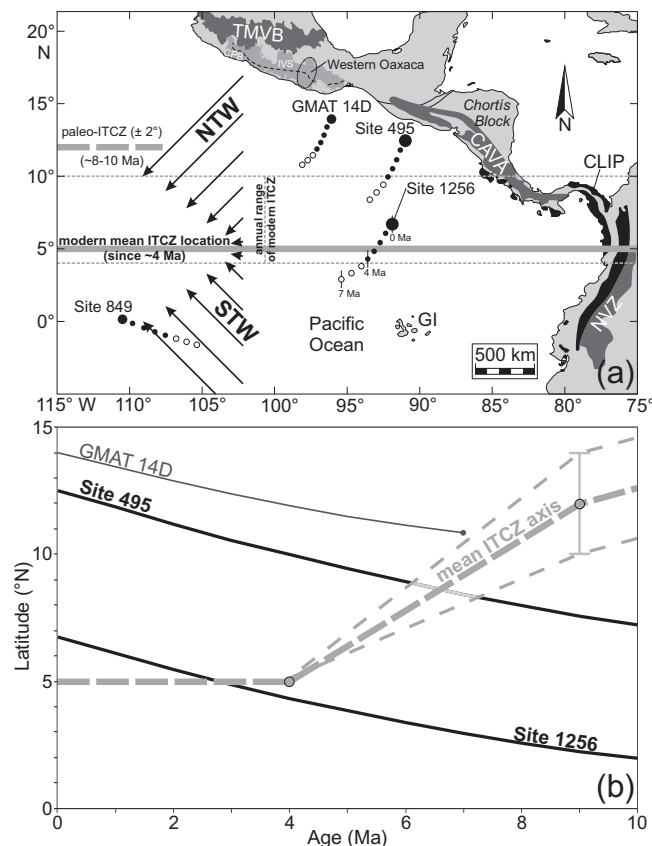 20°
N
15°
10°
5°
0°
TMVB
CPB
IVS
Western Oaxaca
GMAT 14D
Site 495
Chortís
Block
N
CAVA
CLIP
paleo-ITCZ (± 2°)
(~8-10 Ma)
NTW
annual range
of modern ITCZ
Site 1256
0 Ma
4 Ma
7 Ma
modern mean ITCZ location
(since ~4 Ma)
Site 849
STW
Pacific
Ocean
GI
NVZ
500 km
(a)
115° W
110°
105°
100°
95°
90°
85°
80°
75°
15
10
5
0
Latitude (°N)
GMAT 14D
Site 495
mean ITCZ axis
Site 1256
(b)
0
2
4
6
8
10
Age (Ma)